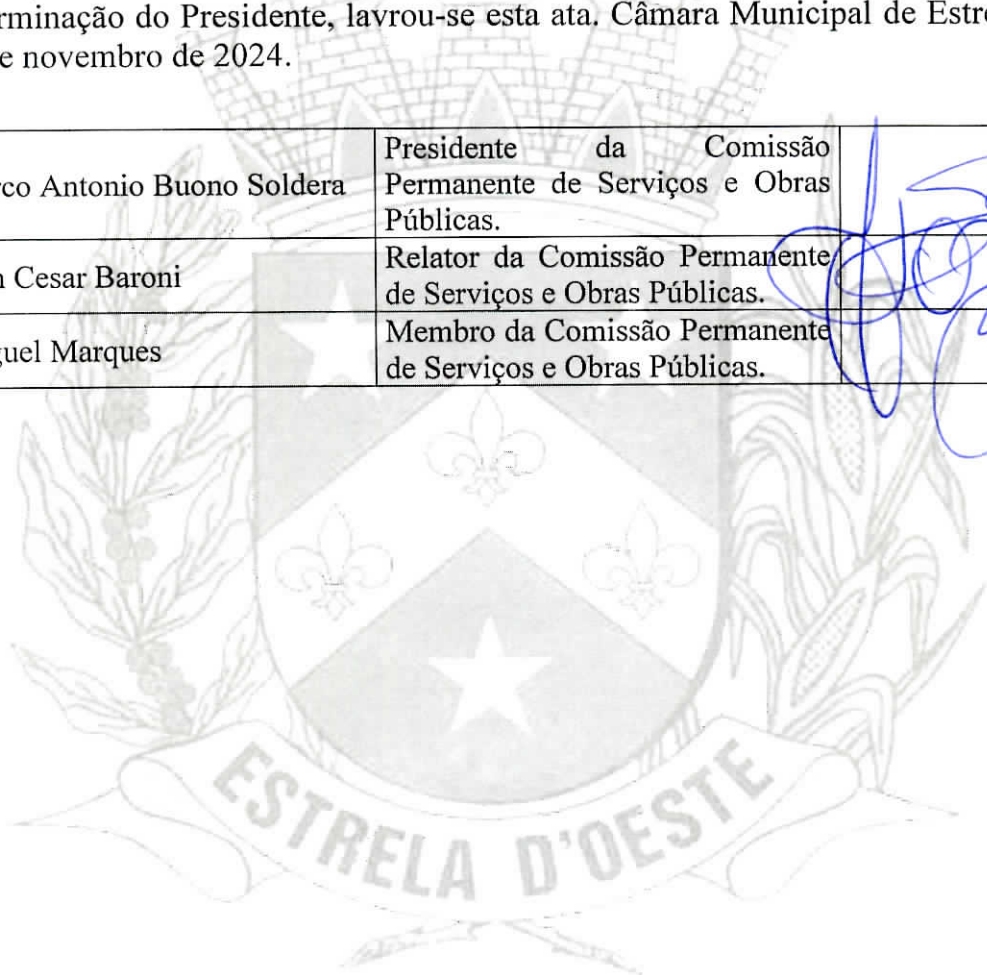 rminação do Presidente, lavrou-se esta ata. Câmara Municipal de Estre
e novembro de 2024.
rco Antonio Buono Soldera
Presidente da Comissão
Permanente de Serviços e Obras
Públicas.
Cesar Baroni
Relator da Comissão Permanente
de Serviços e Obras Públicas.
guel Marques
Membro da Comissão Permanente
de Serviços e Obras Públicas.
ESTRELA D'OESTE